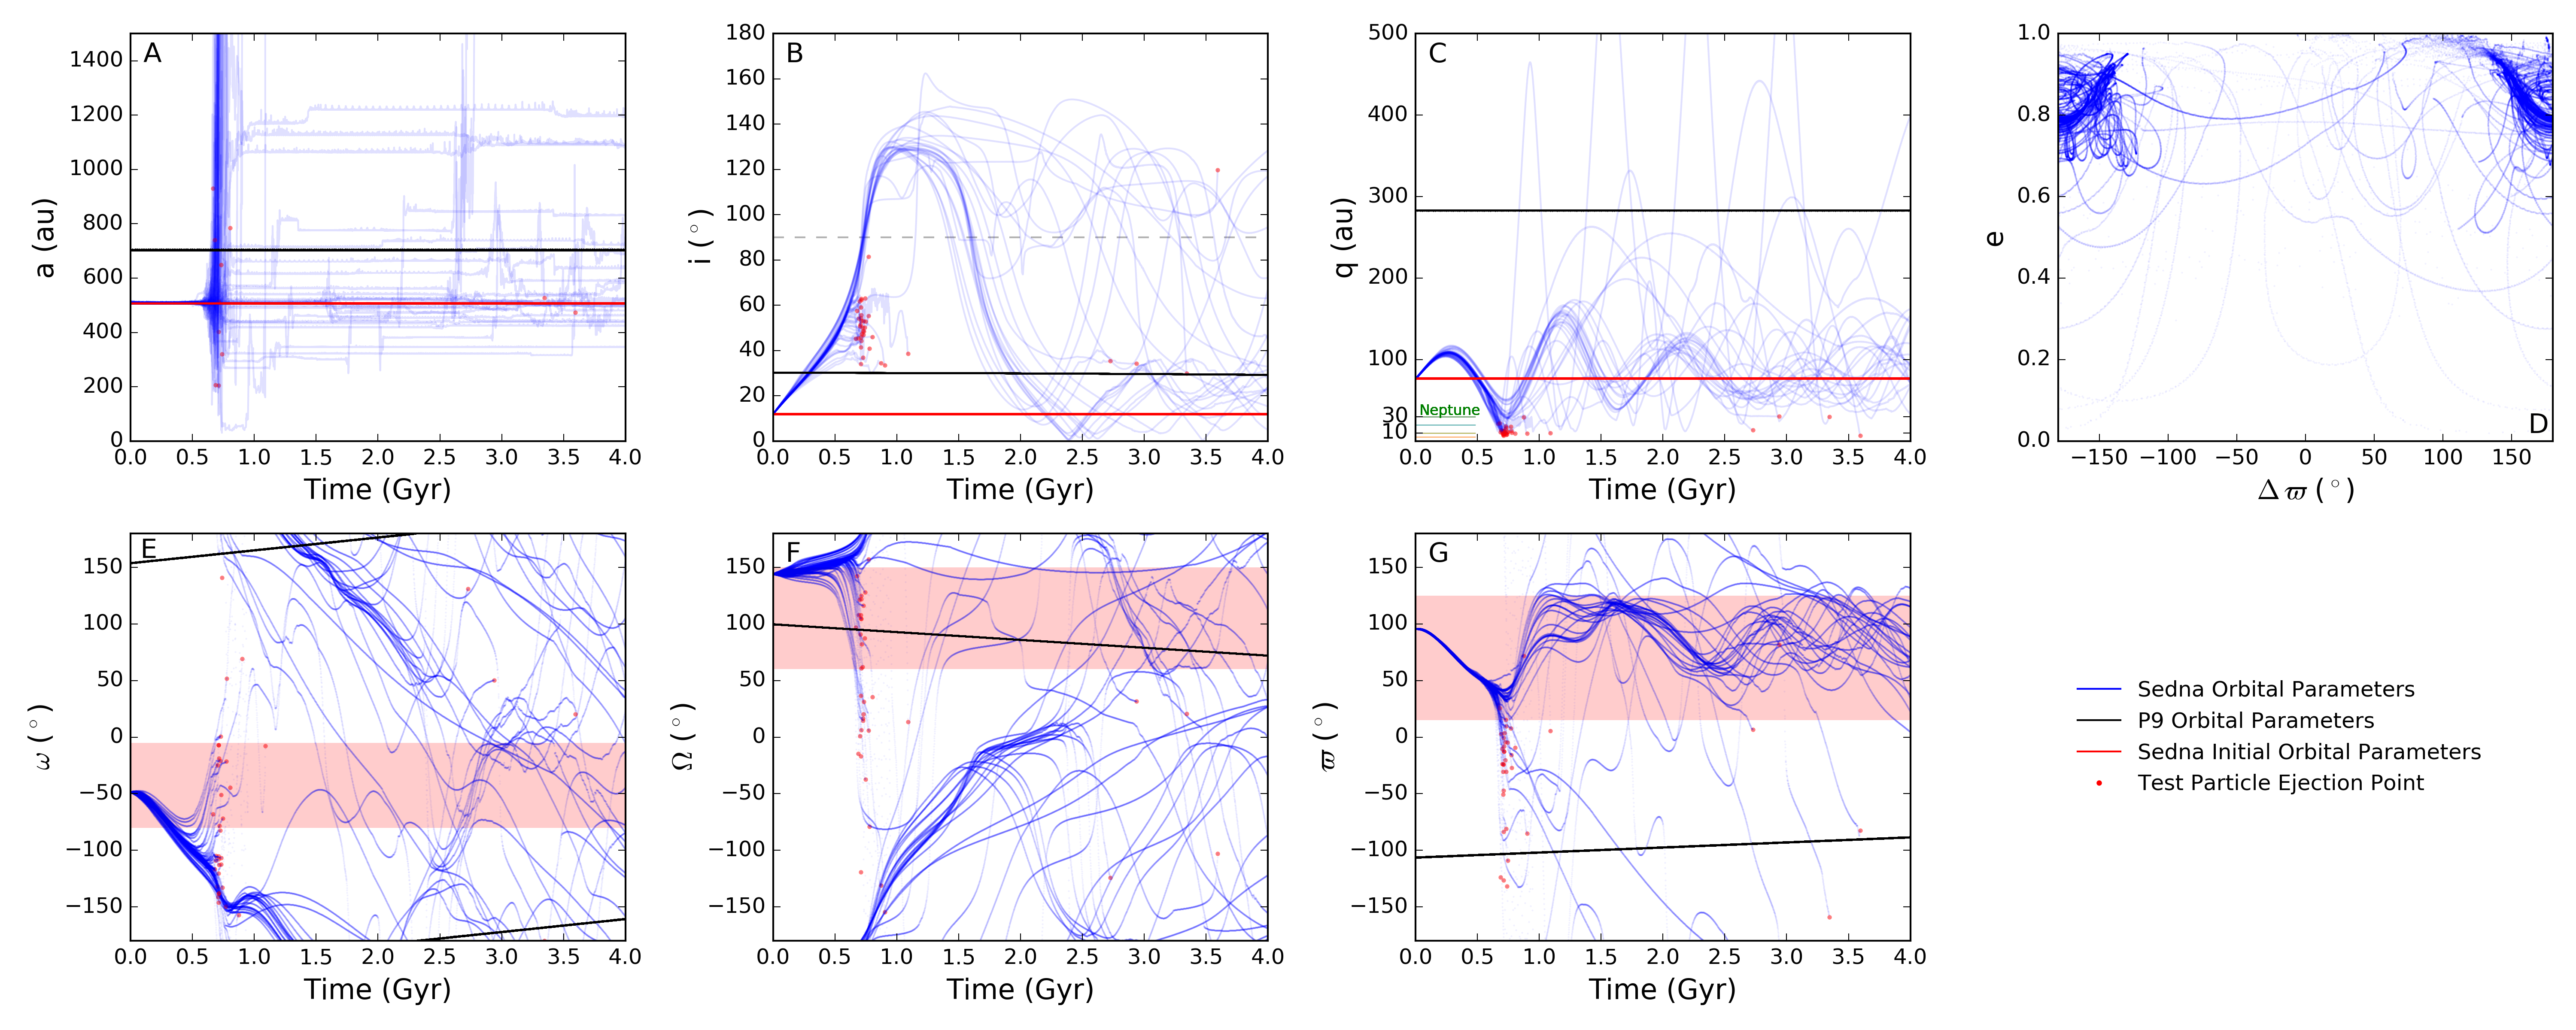 A
a (au)
1400
1200
1000
800
600
400
200
0
0.0 0.5 1.0 1.5 2.0 2.5 3.0 3.5 4.0
Time (Gyr)
B
i (°)
180
160
140
120
100
80
60
40
20
0
0.0 0.5 1.0 1.5 2.0 2.5 3.0 3.5 4.0
Time (Gyr)
C
q (au)
500
400
300
200
100
30
10
Neptune
0.0 0.5 1.0 1.5 2.0 2.5 3.0 3.5 4.0
Time (Gyr)
D
e
1.0
0.8
0.6
0.4
0.2
0.0
−150 −100 −50 0 50 100 150
Δ ϖ (°)
E
ω (°)
150
100
50
0
−50
−100
−150
0.0 0.5 1.0 1.5 2.0 2.5 3.0 3.5 4.0
Time (Gyr)
F
Ω (°)
150
100
50
0
−50
−100
−150
0.0 0.5 1.0 1.5 2.0 2.5 3.0 3.5 4.0
Time (Gyr)
G
ϖ (°)
150
100
50
0
−50
−100
−150
0.0 0.5 1.0 1.5 2.0 2.5 3.0 3.5 4.0
Time (Gyr)
Sedna Orbital Parameters
P9 Orbital Parameters
Sedna Initial Orbital Parameters
Test Particle Ejection Point